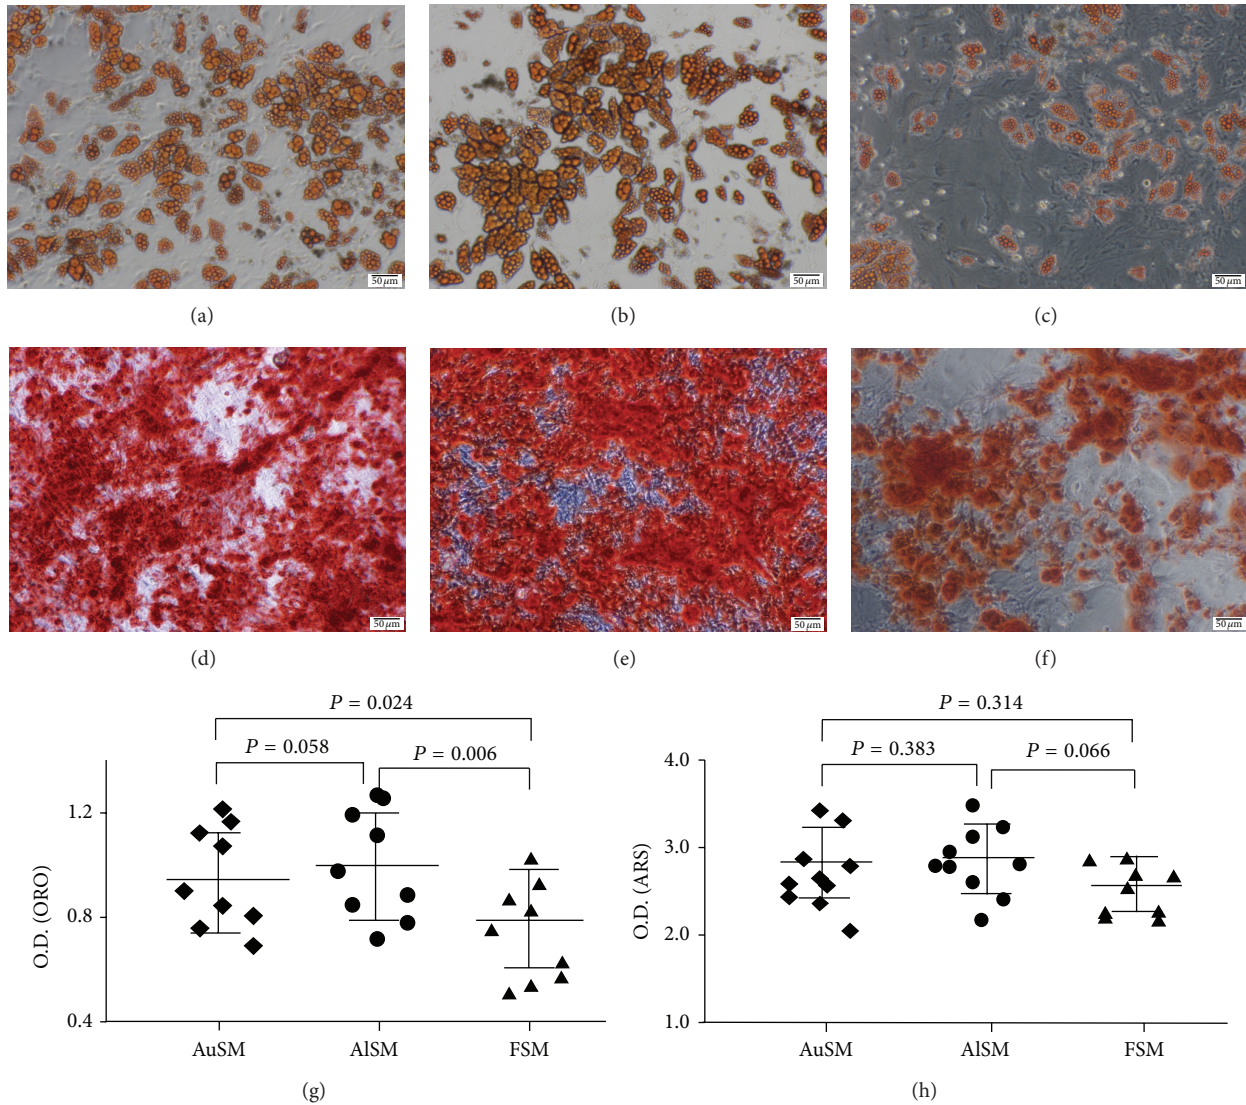 50 μm
50 μm
50 μm
(a)
(b)
(c)
50 μm
50 μm
50 μm
(d)
(e)
(f)
P = 0.024
P = 0.058
P = 0.006
1.2
0.8
0.4
O.D. (ORO)
AuSM
AlSM
FSM
(g)
P = 0.314
P = 0.383
P = 0.066
4.0
3.0
2.0
1.0
O.D. (ARS)
AuSM
AlSM
FSM
(h)